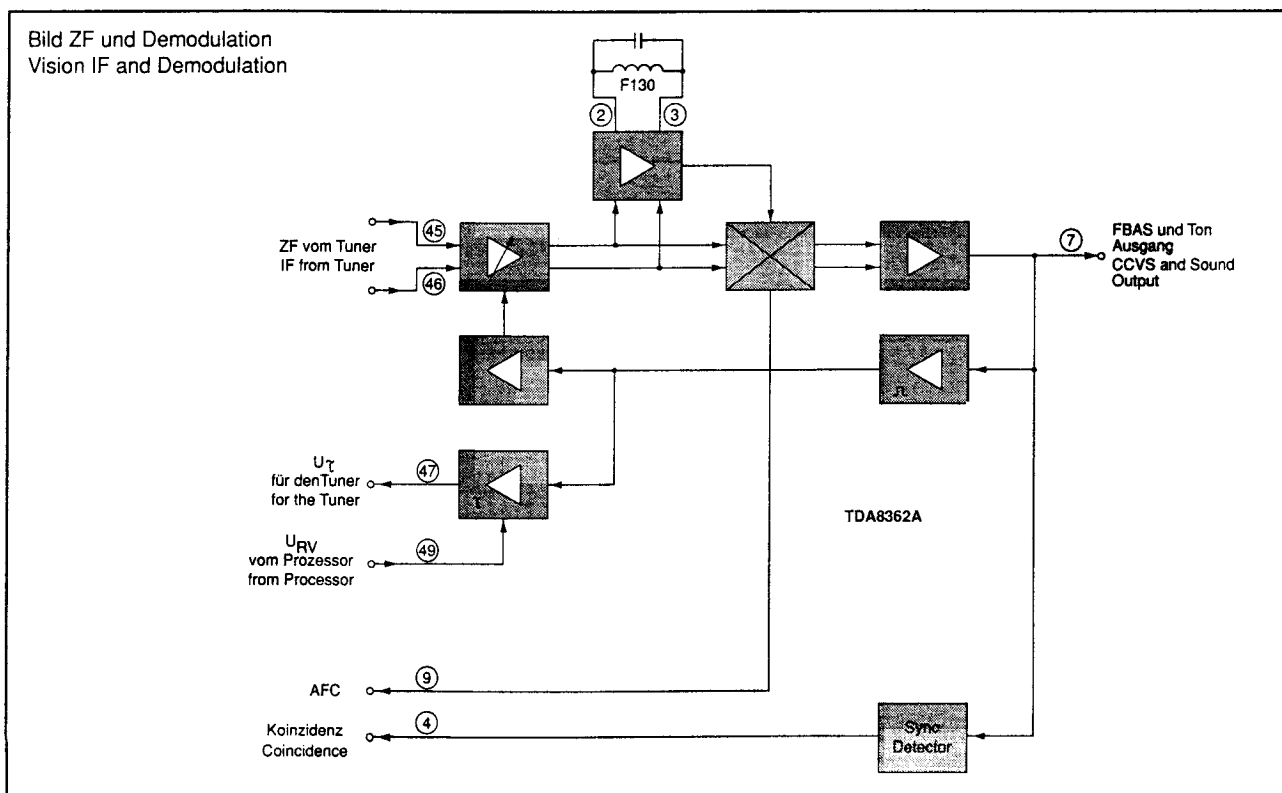 Bild ZF und Demodulation
Vision IF and Demodulation
F130
2
3
45
ZF vom Tuner
IF from Tuner
46
7
FBAS und Ton
Ausgang
CCVS and Sound
Output
Uτ
für denTuner
for the Tuner
47
τ
TDA8362A
URV
vom Prozessor
from Processor
49
AFC
9
Koinzidenz
Coincidence
4
Sync
Detector